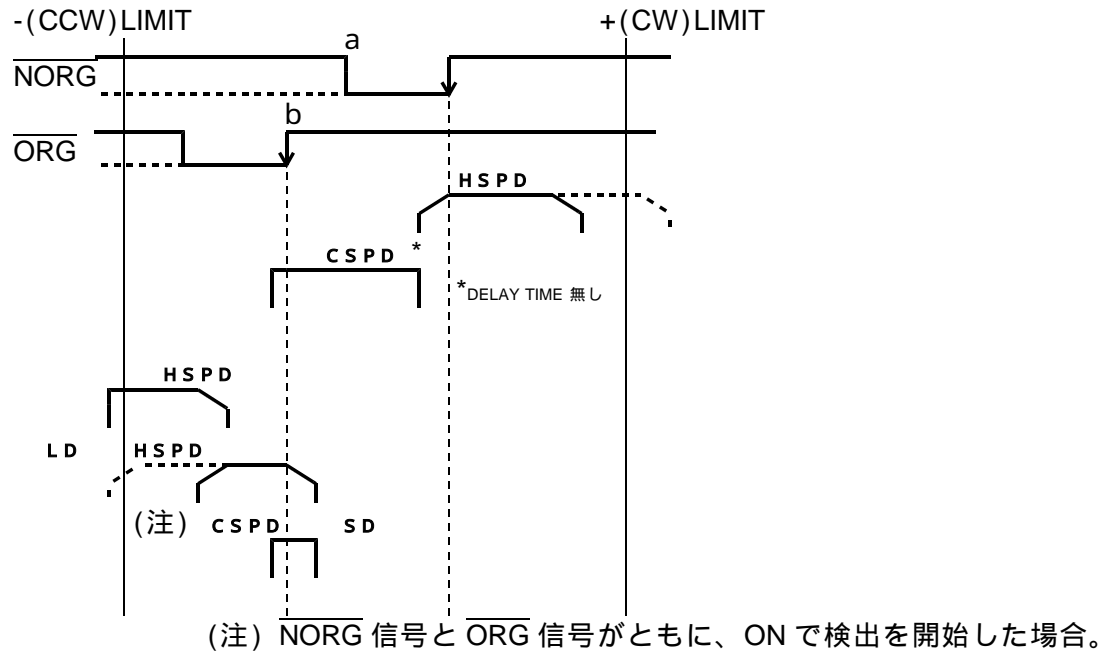 -(CCW)LIMIT +(CW)LIMIT
a
NORG
b
ORG
HSPD
CSPD *
*DELAY TIME 無し
HSPD
LD HSPD
(注) CSPD SD
(注) NORG 信号と ORG 信号がともに、ON で検出を開始した場合。